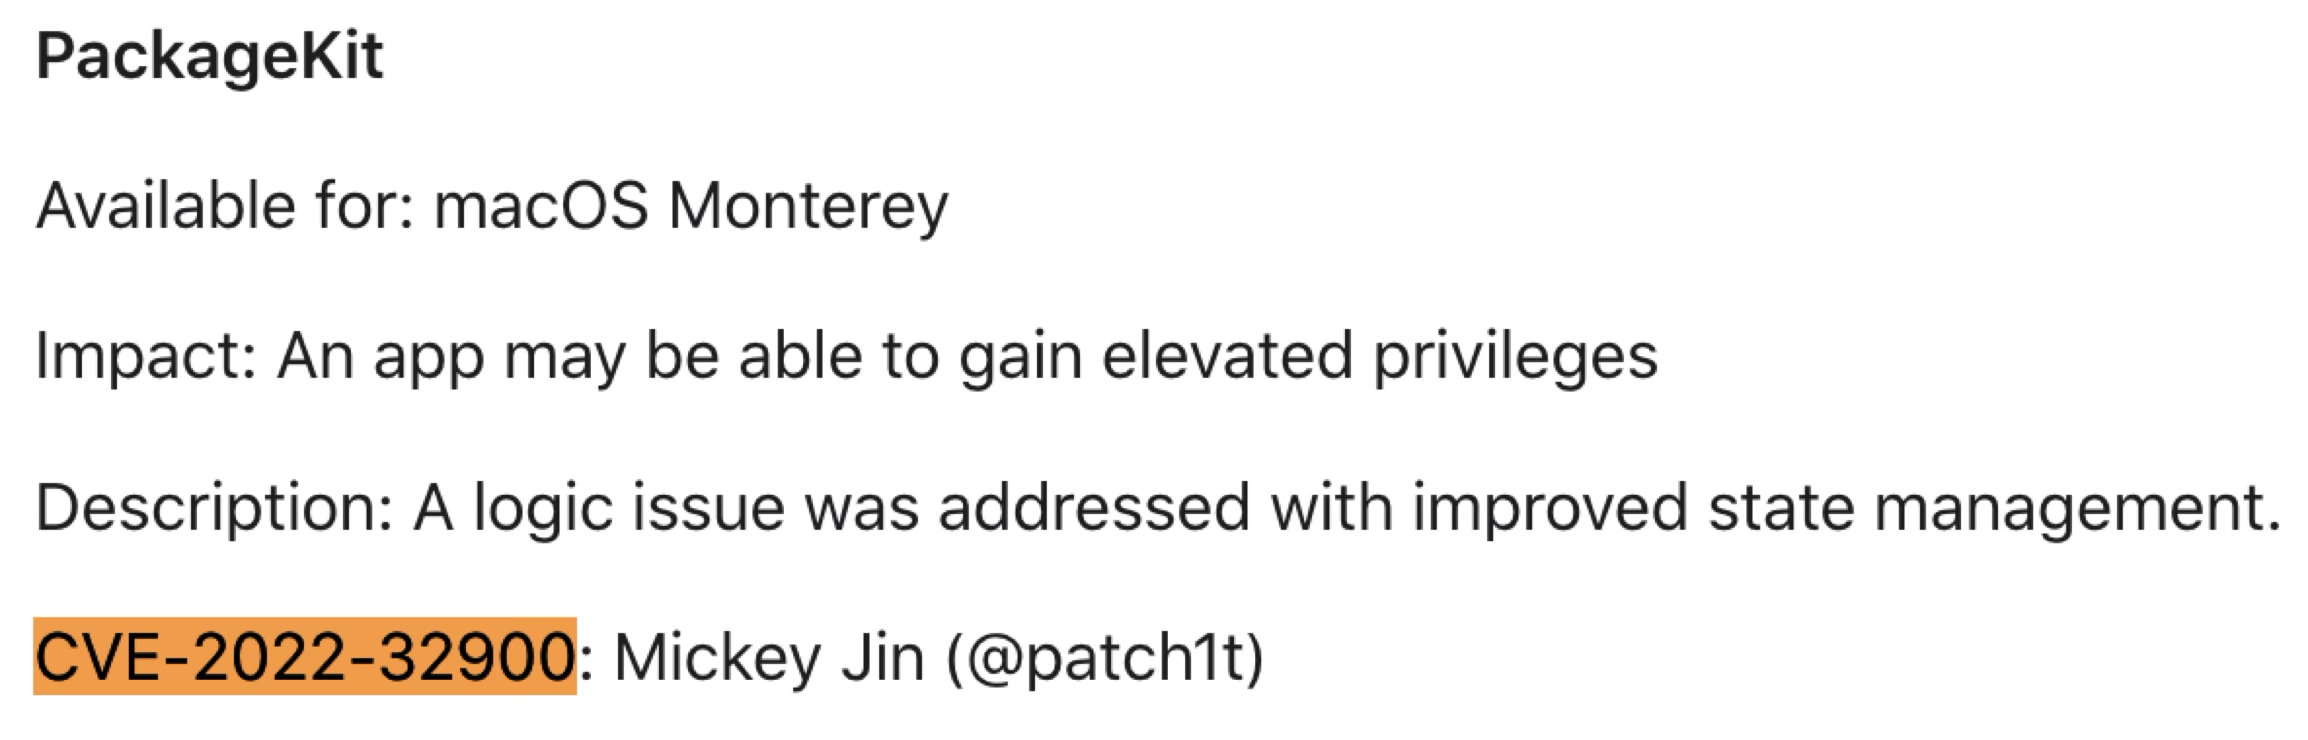 PackageKit
Available for: macOS Monterey
Impact: An app may be able to gain elevated privileges
Description: A logic issue was addressed with improved state management.
CVE-2022-32900: Mickey Jin (@patch1t)